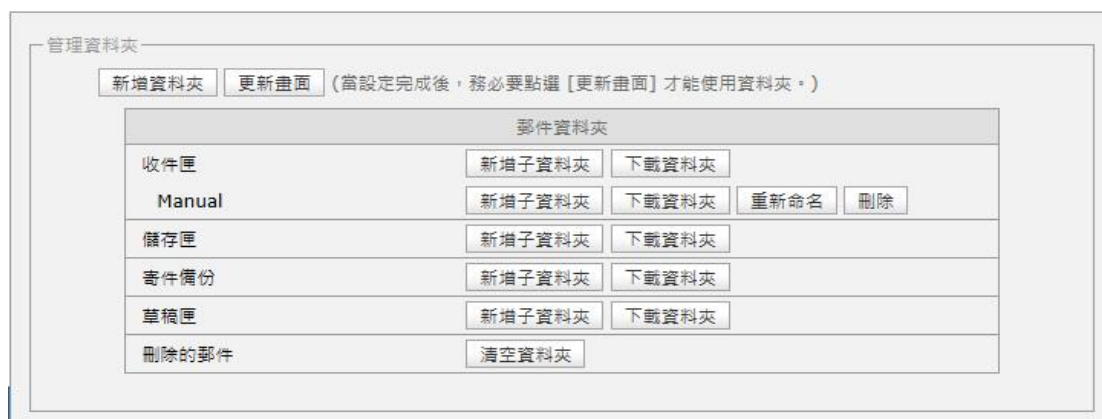 管理資料夾
新增資料夾 更新畫面 (當設定完成後，務必要點選 [更新畫面] 才能使用資料夾。)
郵件資料夾
收件匣 新增子資料夾 下載資料夾
Manual 新增子資料夾 下載資料夾 重新命名 刪除
儲存匣 新增子資料夾 下載資料夾
寄件備份 新增子資料夾 下載資料夾
草稿匣 新增子資料夾 下載資料夾
刪除的郵件 清空資料夾